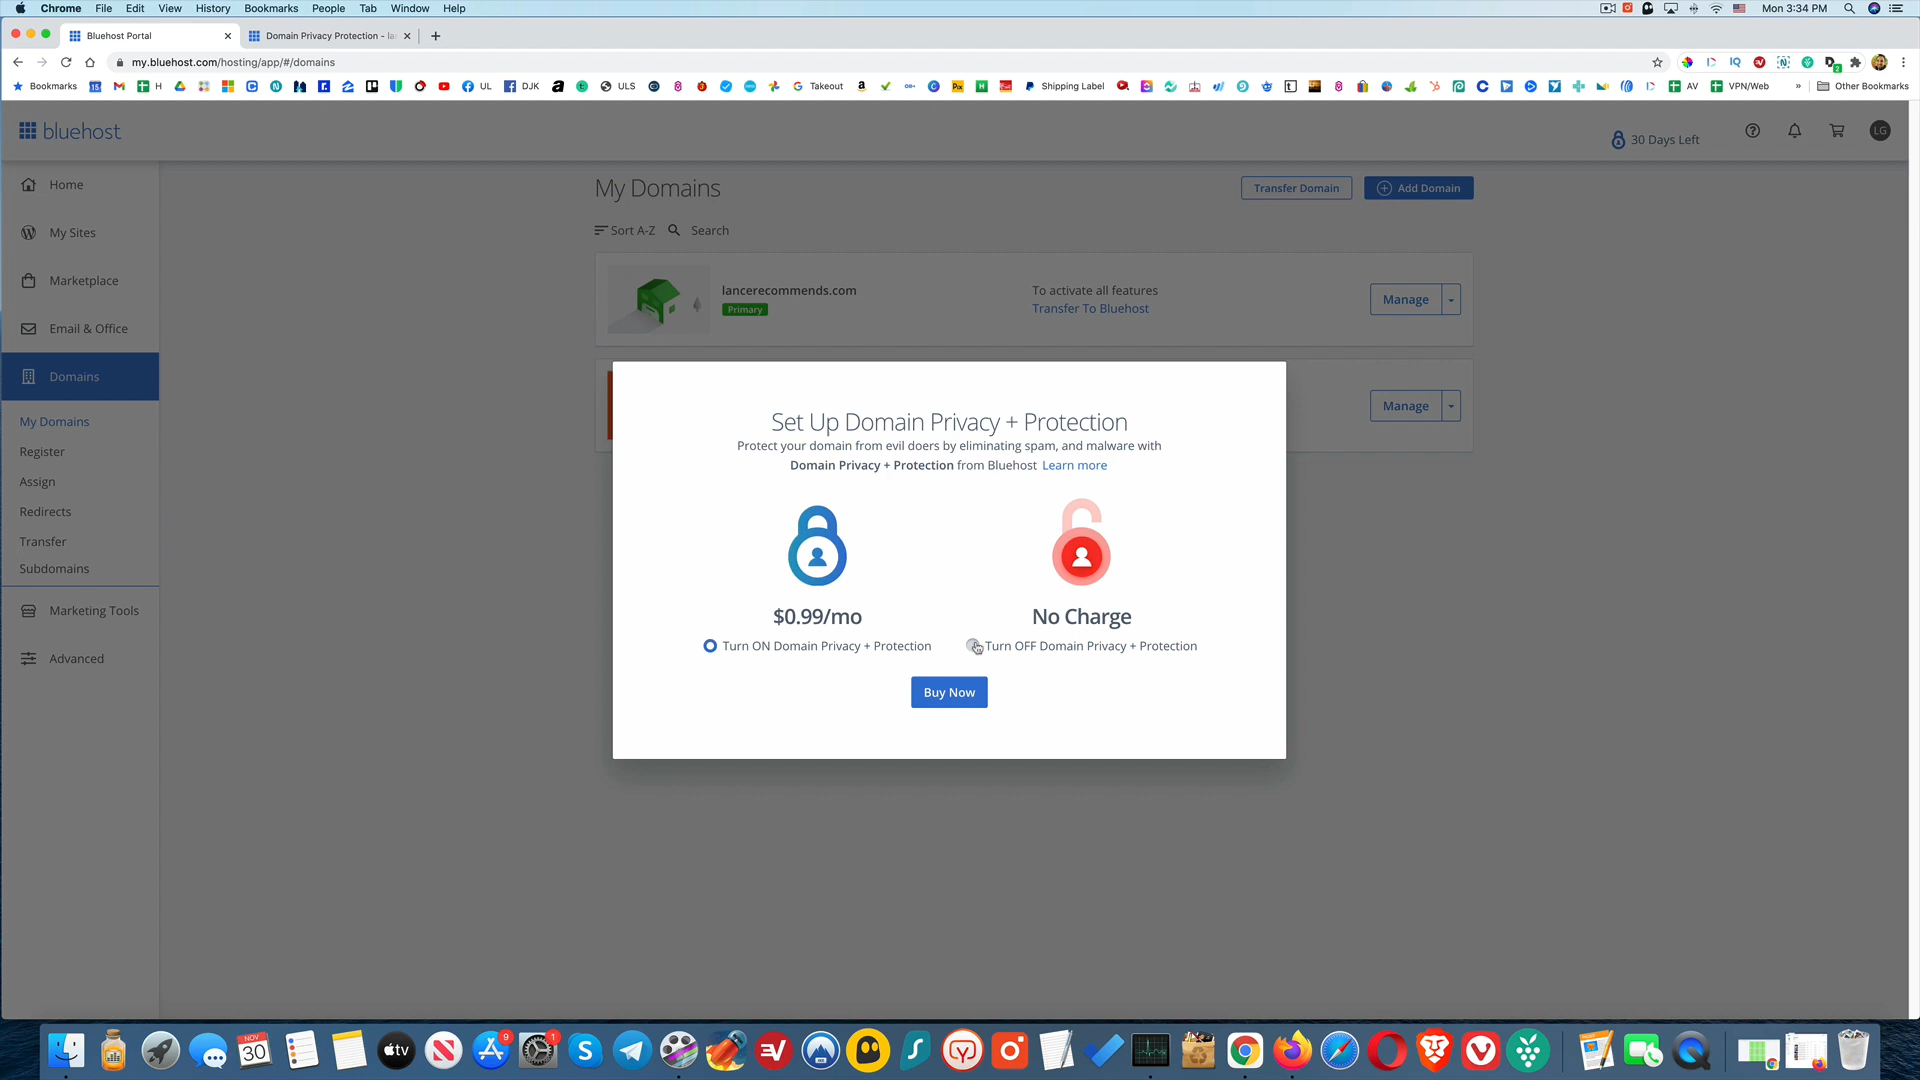 Chrome File Edit View History Bookmarks People Tab Window Help
Mon 3:34 PM
Bluehost Portal
Domain Privacy Protection - la
my.bluehost.com/hosting/app/#/domains
Bookmarks
H
UL
DJK
ULS
Takeout
Shipping Label
AV
VPN/Web
Other Bookmarks
bluehost
30 Days Left
LG
Home
My Sites
Marketplace
Email & Office
Domains
My Domains
Register
Assign
Redirects
Transfer
Subdomains
Marketing Tools
Advanced
My Domains
Transfer Domain
Add Domain
Sort A-Z
Search
lancerecommends.com
Primary
To activate all features
Transfer To Bluehost
Manage
Manage
Set Up Domain Privacy + Protection
Protect your domain from evil doers by eliminating spam, and malware with
Domain Privacy + Protection from Bluehost Learn more
$0.99/mo
No Charge
Turn ON Domain Privacy + Protection
Turn OFF Domain Privacy + Protection
Buy Now
NOV
30
tv
9
1